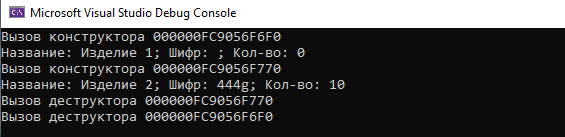 Microsoft Visual Studio Debug Console
Вызов конструктора 000000FC9056F6F0
Название: Изделие 1; Шифр: ; Кол-во: 0
Вызов конструктора 000000FC9056F770
Название: Изделие 2; Шифр: 444g; Кол-во: 10
Вызов деструктора 000000FC9056F770
Вызов деструктора 000000FC9056F6F0